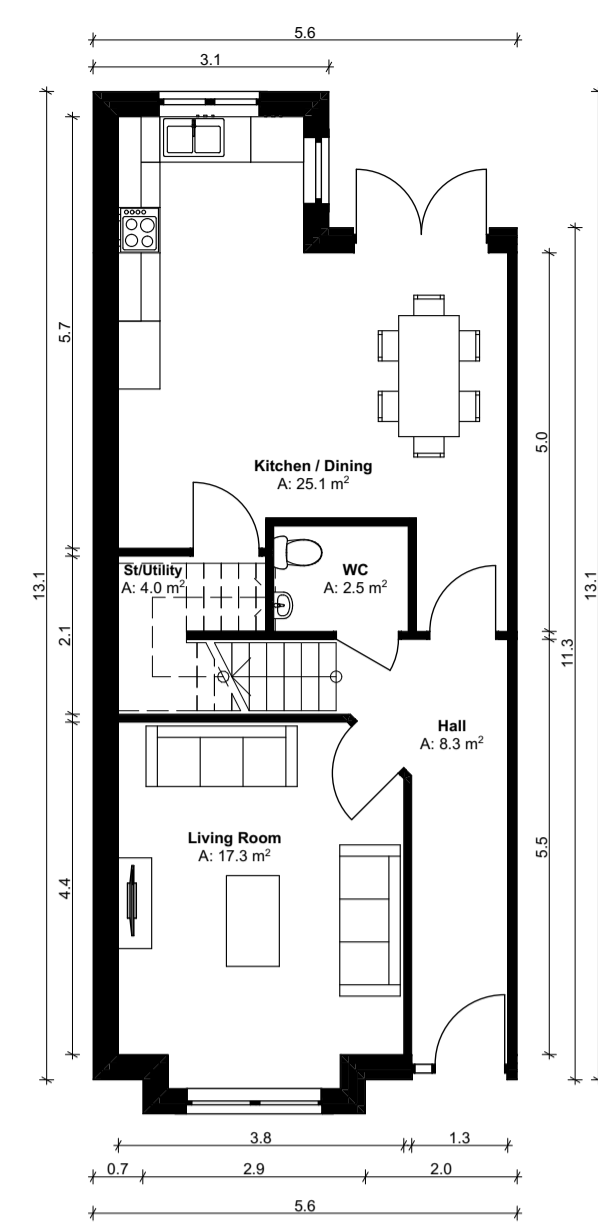 5.6
3.1
Kitchen / Dining
A: 25.1 m²
5.7
5.0
St/Utility
A: 4.0 m²
WC
A: 2.5 m²
13.1
13.1
2.1
11.3
Hall
A: 8.3 m²
Living Room
A: 17.3 m²
4.4
5.5
3.8
1.3
0.7
2.9
2.0
5.6